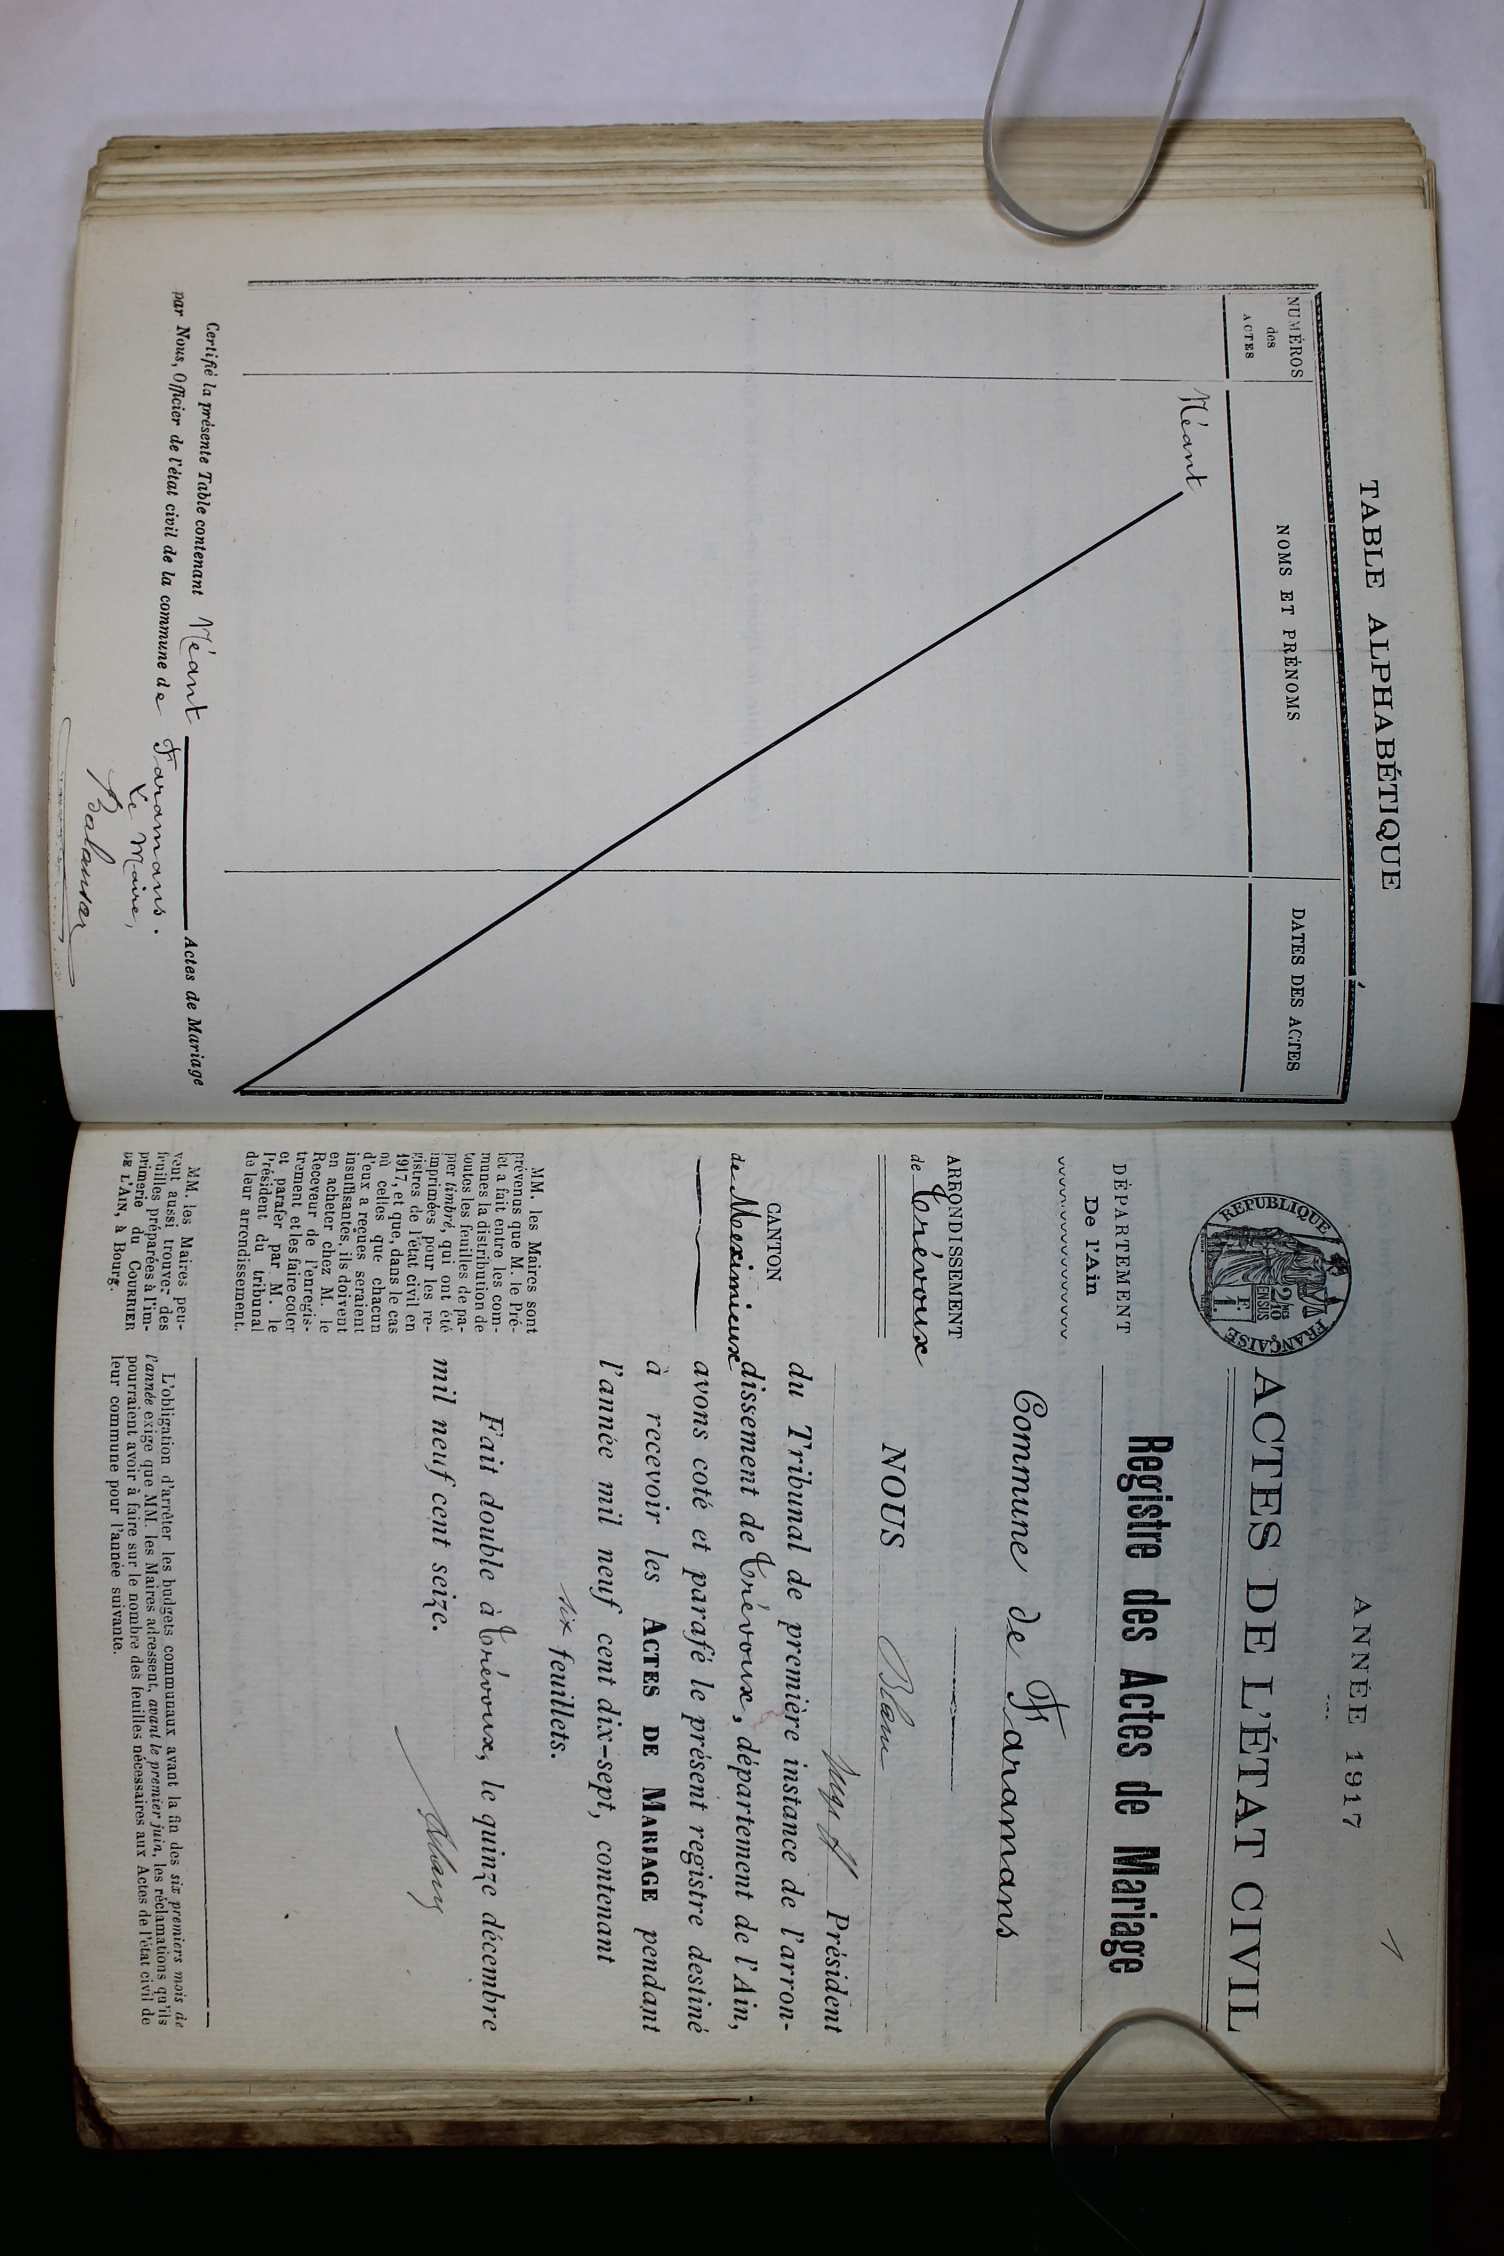 TABLE ALPHABÉTIQUE
NUMÉROS
des
ACTES
NOMS ET PRÉNOMS
DATES DES ACTES
Néant
Certifié la présente Table contenant Néant Actes de Mariage
par Nous, Officier de l'état civil de la commune de Faramans.
Le Maire,
1
ANNÉE 1917
RÉPUBLIQUE FRANÇAISE
2/10
EN SUS
1 F.
ACTES DE L'ÉTAT CIVIL
DÉPARTEMENT
De l'Ain
Registre des Actes de Mariage
Commune de Faramans
ARRONDISSEMENT
de Trévoux
CANTON
de Meximieux
MM. les Maires sont
prévenus que M. le Pré-
fet a fait entre les com-
munes la distribution de
toutes les feuilles de pa-
pier timbré, qui ont été
imprimées pour les re-
gistres de l'état civil en
1917, et que, dans le cas
où celles que chacun
d'eux a reçues seraient
insuffisantes, ils doivent
en acheter chez M. le
Receveur de l'enregis-
trement et les faire coter
et parafer par M. le
Président du tribunal
de leur arrondissement.
MM. les Maires peu-
vent aussi trouver des
feuilles préparées à l'im-
primerie du COURRIER
DE L'AIN, à Bourg.
NOUS Blanc
Président
du Tribunal de première instance de l'arron-
dissement de Trévoux, département de l'Ain,
avons coté et parafé le présent registre destiné
à recevoir les ACTES DE MARIAGE pendant
l'année mil neuf cent dix-sept, contenant
six feuillets.
Fait double à Trévoux, le quinze décembre
mil neuf cent seize.
Blanc
L'obligation d'arrêter les budgets communaux avant la fin des six premiers mois de
l'année exige que MM. les Maires adressent, avant le premier juin, les réclamations qu'ils
pourraient avoir à faire sur le nombre des feuilles nécessaires aux Actes de l'état civil de
leur commune pour l'année suivante.